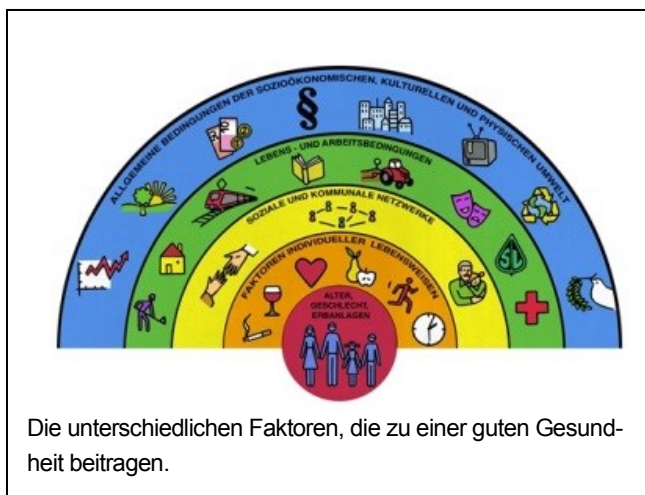 ALLGEMEINE BEDINGUNGEN DER SOZIOÖKONOMISCHEN, KULTURELLEN UND PHYSISCHEN UMWELT
§
LEBENS - UND ARBEITSBEDINGUNGEN
SOZIALE UND KOMMUNALE NETZWERKE
FAKTOREN INDIVIDUELLER LEBENSWEISEN
ALTER,
GESCHLECHT,
ERBANLAGEN
Die unterschiedlichen Faktoren, die zu einer guten Gesund-
heit beitragen.